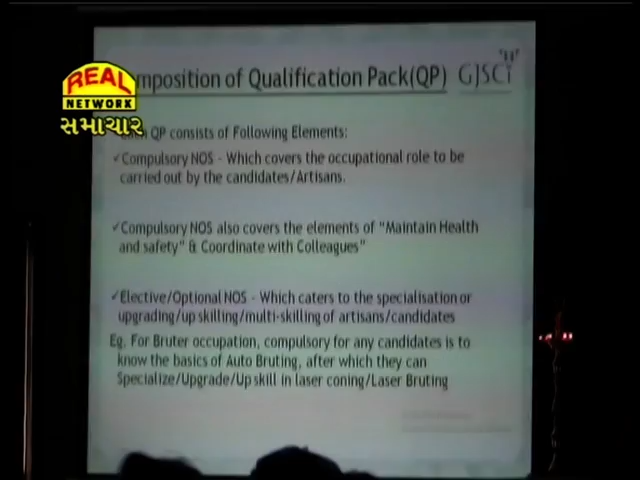 REAL
NETWORK
સમાચાર
mposition of Qualification Pack(QP)
GJSCI
QP consists of Following Elements:
✓Compulsory NOS - Which covers the occupational role to be
carried out by the candidates/Artisans.
✓Compulsory NOS also covers the elements of "Maintain Health
and safety" & Coordinate with Colleagues"
✓Elective/Optional NOS - Which caters to the specialisation or
upgrading/up skilling/multi-skilling of artisans/candidates
Eg. For Bruter occupation, compulsory for any candidates is to
know the basics of Auto Bruting, after which they can
Specialize/Upgrade/Up skill in laser coning/Laser Bruting